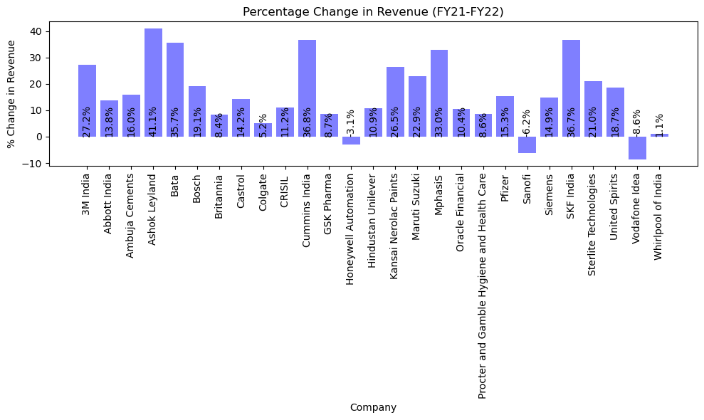 Percentage Change in Revenue (FY21-FY22)
% Change in Revenue
40
30
20
10
0
−10
27.2%
13.8%
16.0%
41.1%
35.7%
19.1%
8.4%
14.2%
5.2%
11.2%
36.8%
8.7%
-3.1%
10.9%
26.5%
22.9%
33.0%
10.4%
8.6%
15.3%
-6.2%
14.9%
36.7%
21.0%
18.7%
-8.6%
1.1%
3M India
Abbott India
Ambuja Cements
Ashok Leyland
Bata
Bosch
Britannia
Castrol
Colgate
CRISIL
Cummins India
GSK Pharma
Honeywell Automation
Hindustan Unilever
Kansai Nerolac Paints
Maruti Suzuki
MphasiS
Oracle Financial
Procter and Gamble Hygiene and Health Care
Pfizer
Sanofi
Siemens
SKF India
Sterlite Technologies
United Spirits
Vodafone Idea
Whirlpool of India
Company